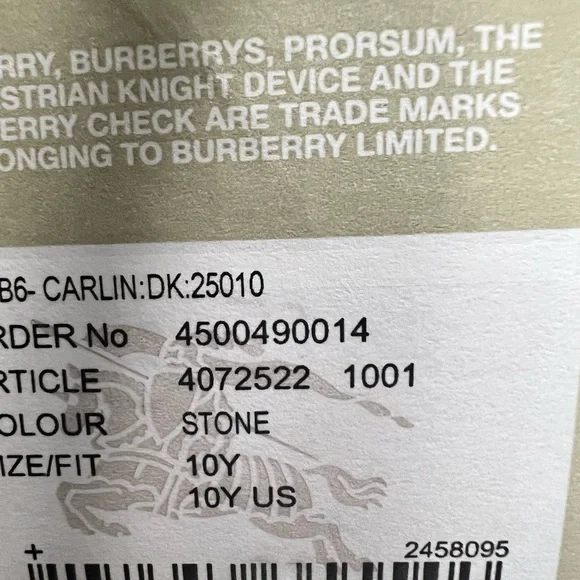 RRY, BURBERRYS, PRORSUM, THE
STRIAN KNIGHT DEVICE AND THE
ERRY CHECK ARE TRADE MARKS
ONGING TO BURBERRY LIMITED.
B6- CARLIN:DK:25010
RDER No 4500490014
RTICLE 4072522 1001
OLOUR STONE
IZE/FIT 10Y
10Y US
+ 2458095